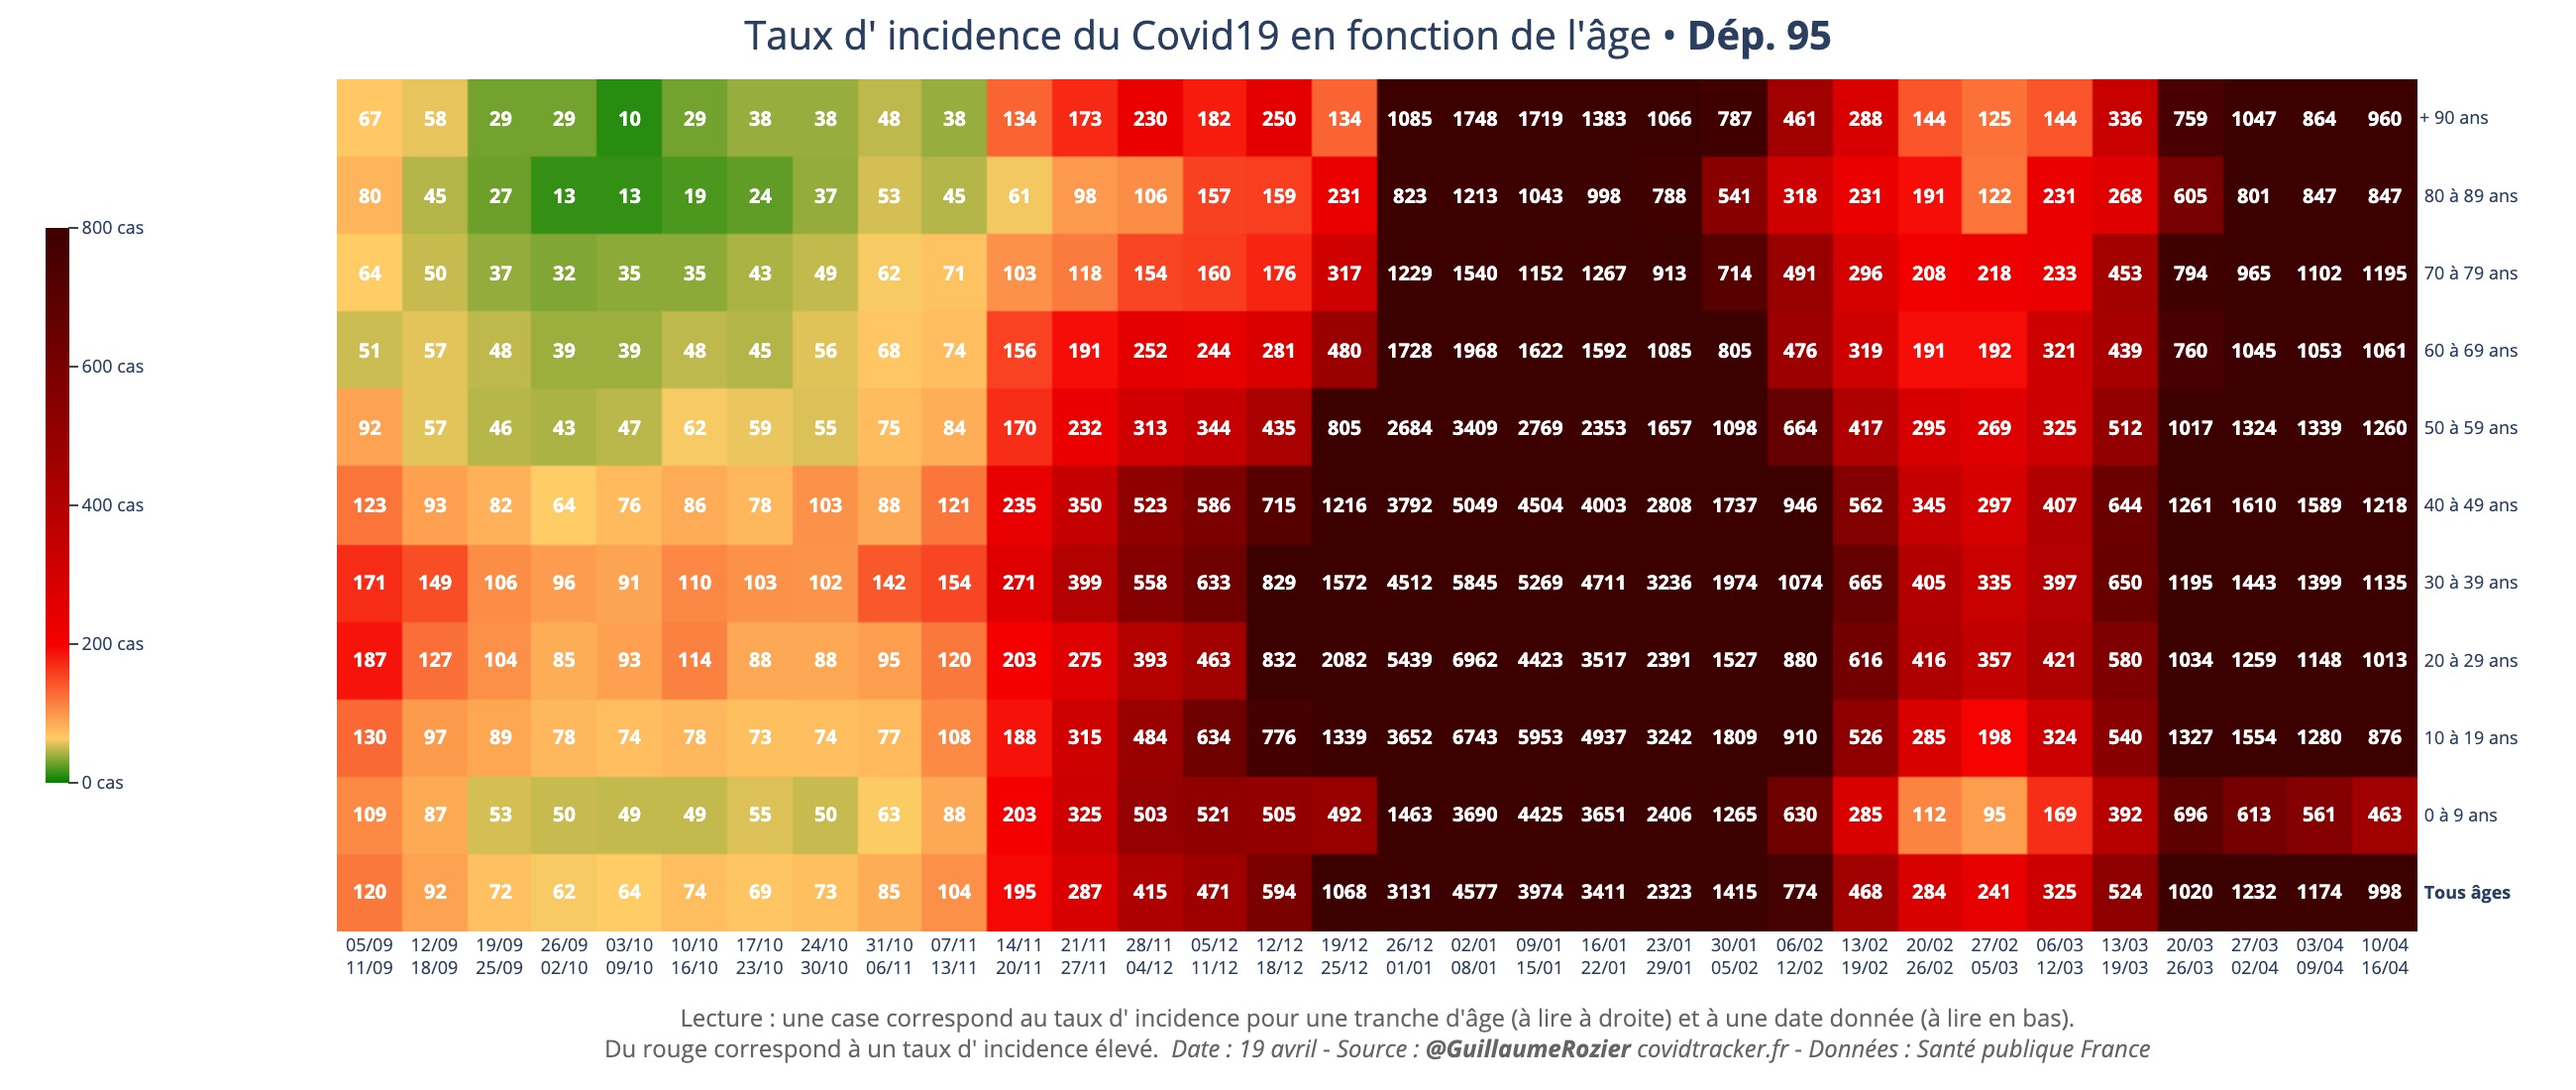 Taux d' incidence du Covid19 en fonction de l'âge • Dép. 95
800 cas
600 cas
400 cas
200 cas
0 cas
67 58 29 29 10 29 38 38 48 38 134 173 230 182 250 134 1085 1748 1719 1383 1066 787 461 288 144 125 144 336 759 1047 864 960 + 90 ans
80 45 27 13 13 19 24 37 53 45 61 98 106 157 159 231 823 1213 1043 998 788 541 318 231 191 122 231 268 605 801 847 847 80 à 89 ans
64 50 37 32 35 35 43 49 62 71 103 118 154 160 176 317 1229 1540 1152 1267 913 714 491 296 208 218 233 453 794 965 1102 1195 70 à 79 ans
51 57 48 39 39 48 45 56 68 74 156 191 252 244 281 480 1728 1968 1622 1592 1085 805 476 319 191 192 321 439 760 1045 1053 1061 60 à 69 ans
92 57 46 43 47 62 59 55 75 84 170 232 313 344 435 805 2684 3409 2769 2353 1657 1098 664 417 295 269 325 512 1017 1324 1339 1260 50 à 59 ans
123 93 82 64 76 86 78 103 88 121 235 350 523 586 715 1216 3792 5049 4504 4003 2808 1737 946 562 345 297 407 644 1261 1610 1589 1218 40 à 49 ans
171 149 106 96 91 110 103 102 142 154 271 399 558 633 829 1572 4512 5845 5269 4711 3236 1974 1074 665 405 335 397 650 1195 1443 1399 1135 30 à 39 ans
187 127 104 85 93 114 88 88 95 120 203 275 393 463 832 2082 5439 6962 4423 3517 2391 1527 880 616 416 357 421 580 1034 1259 1148 1013 20 à 29 ans
130 97 89 78 74 78 73 74 77 108 188 315 484 634 776 1339 3652 6743 5953 4937 3242 1809 910 526 285 198 324 540 1327 1554 1280 876 10 à 19 ans
109 87 53 50 49 49 55 50 63 88 203 325 503 521 505 492 1463 3690 4425 3651 2406 1265 630 285 112 95 169 392 696 613 561 463 0 à 9 ans
120 92 72 62 64 74 69 73 85 104 195 287 415 471 594 1068 3131 4577 3974 3411 2323 1415 774 468 284 241 325 524 1020 1232 1174 998 Tous âges
05/09 12/09 19/09 26/09 03/10 10/10 17/10 24/10 31/10 07/11 14/11 21/11 28/11 05/12 12/12 19/12 26/12 02/01 09/01 16/01 23/01 30/01 06/02 13/02 20/02 27/02 06/03 13/03 20/03 27/03 03/04 10/04
11/09 18/09 25/09 02/10 09/10 16/10 23/10 30/10 06/11 13/11 20/11 27/11 04/12 11/12 18/12 25/12 01/01 08/01 15/01 22/01 29/01 05/02 12/02 19/02 26/02 05/03 12/03 19/03 26/03 02/04 09/04 16/04
Lecture : une case correspond au taux d' incidence pour une tranche d'âge (à lire à droite) et à une date donnée (à lire en bas).
Du rouge correspond à un taux d' incidence élevé. Date : 19 avril - Source : @GuillaumeRozier covidtracker.fr - Données : Santé publique France